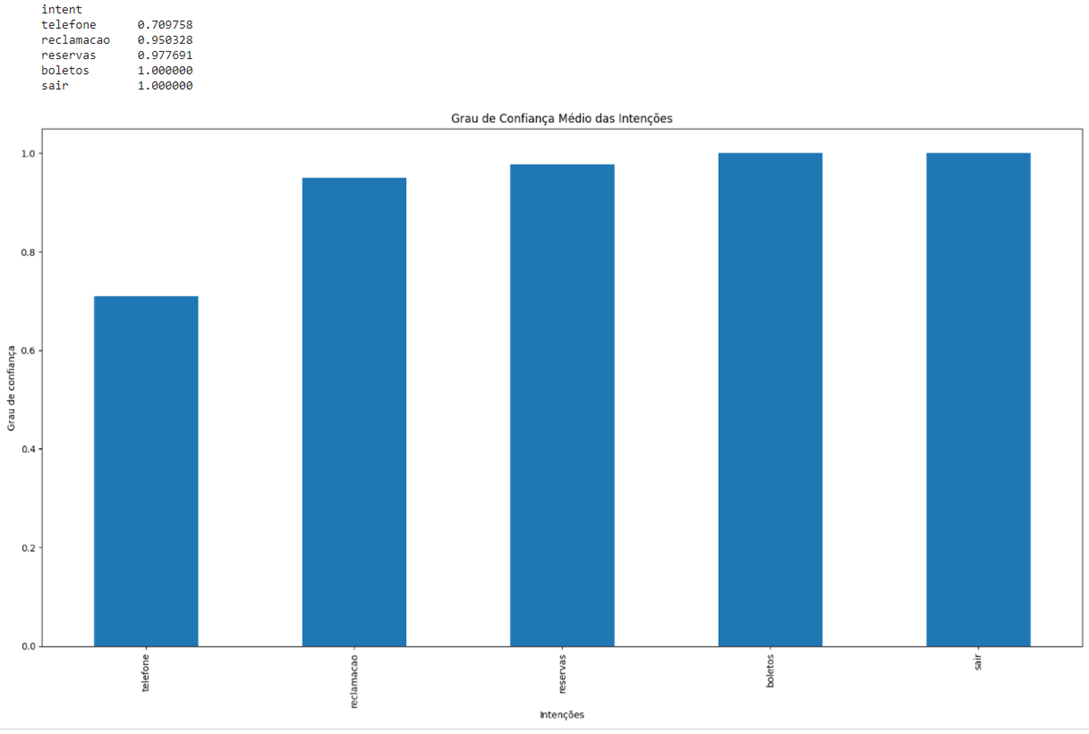 intent
telefone 0.709758
reclamacao 0.950328
reservas 0.977691
boletos 1.000000
sair 1.000000
Grau de Confiança Médio das Intenções
1.0
0.8
0.6
0.4
0.2
0.0
Grau de confiança
telefone
reclamacao
reservas
boletos
sair
Intenções